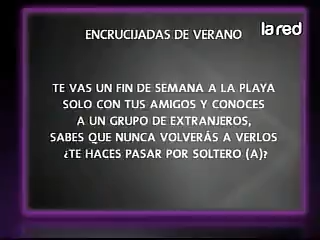 ENCRUCIJADAS DE VERANO
la red
TE VAS UN FIN DE SEMANA A LA PLAYA
SOLO CON TUS AMIGOS Y CONOCES
A UN GRUPO DE EXTRANJEROS,
SABES QUE NUNCA VOLVERÁS A VERLOS
¿TE HACES PASAR POR SOLTERO (A)?